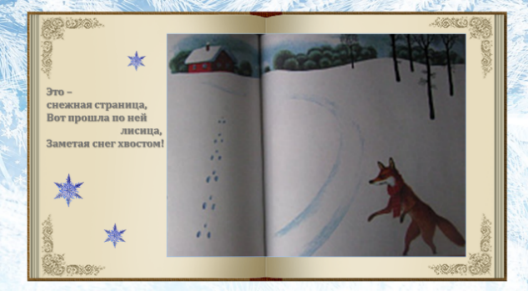 Это –
снежная страница,
Вот прошла по ней
лисица,
Заметая снег хвостом!